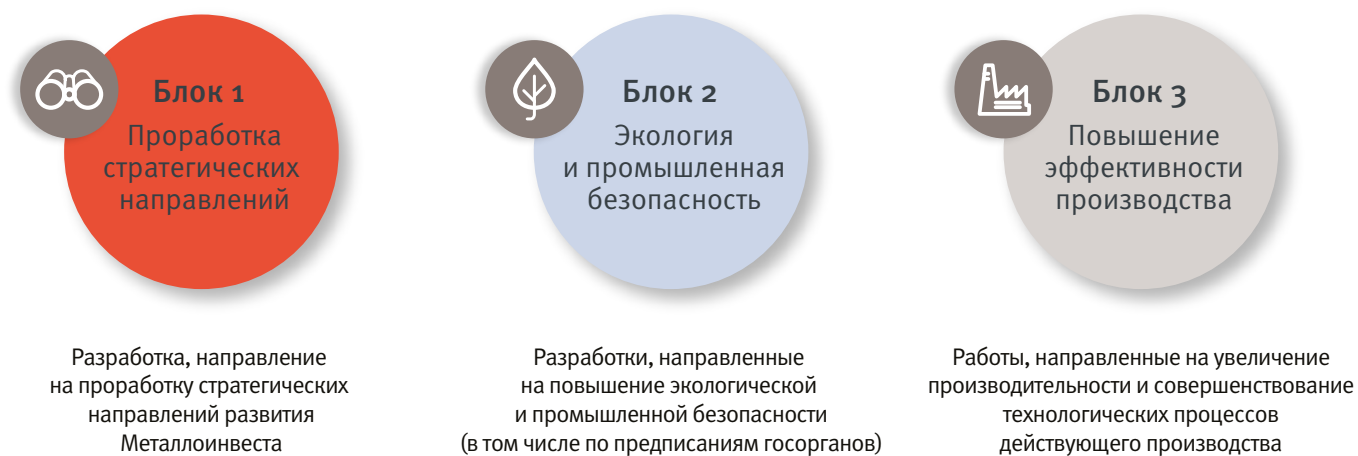 Блок 1
Проработка
стратегических
направлений
Блок 2
Экология
и промышленная
безопасность
Блок 3
Повышение
эффективности
производства
Разработка, направление
на проработку стратегических
направлений развития
Металлоинвеста
Разработки, направленные
на повышение экологической
и промышленной безопасности
(в том числе по предписаниям госорганов)
Работы, направленные на увеличение
производительности и совершенствование
технологических процессов
действующего производства